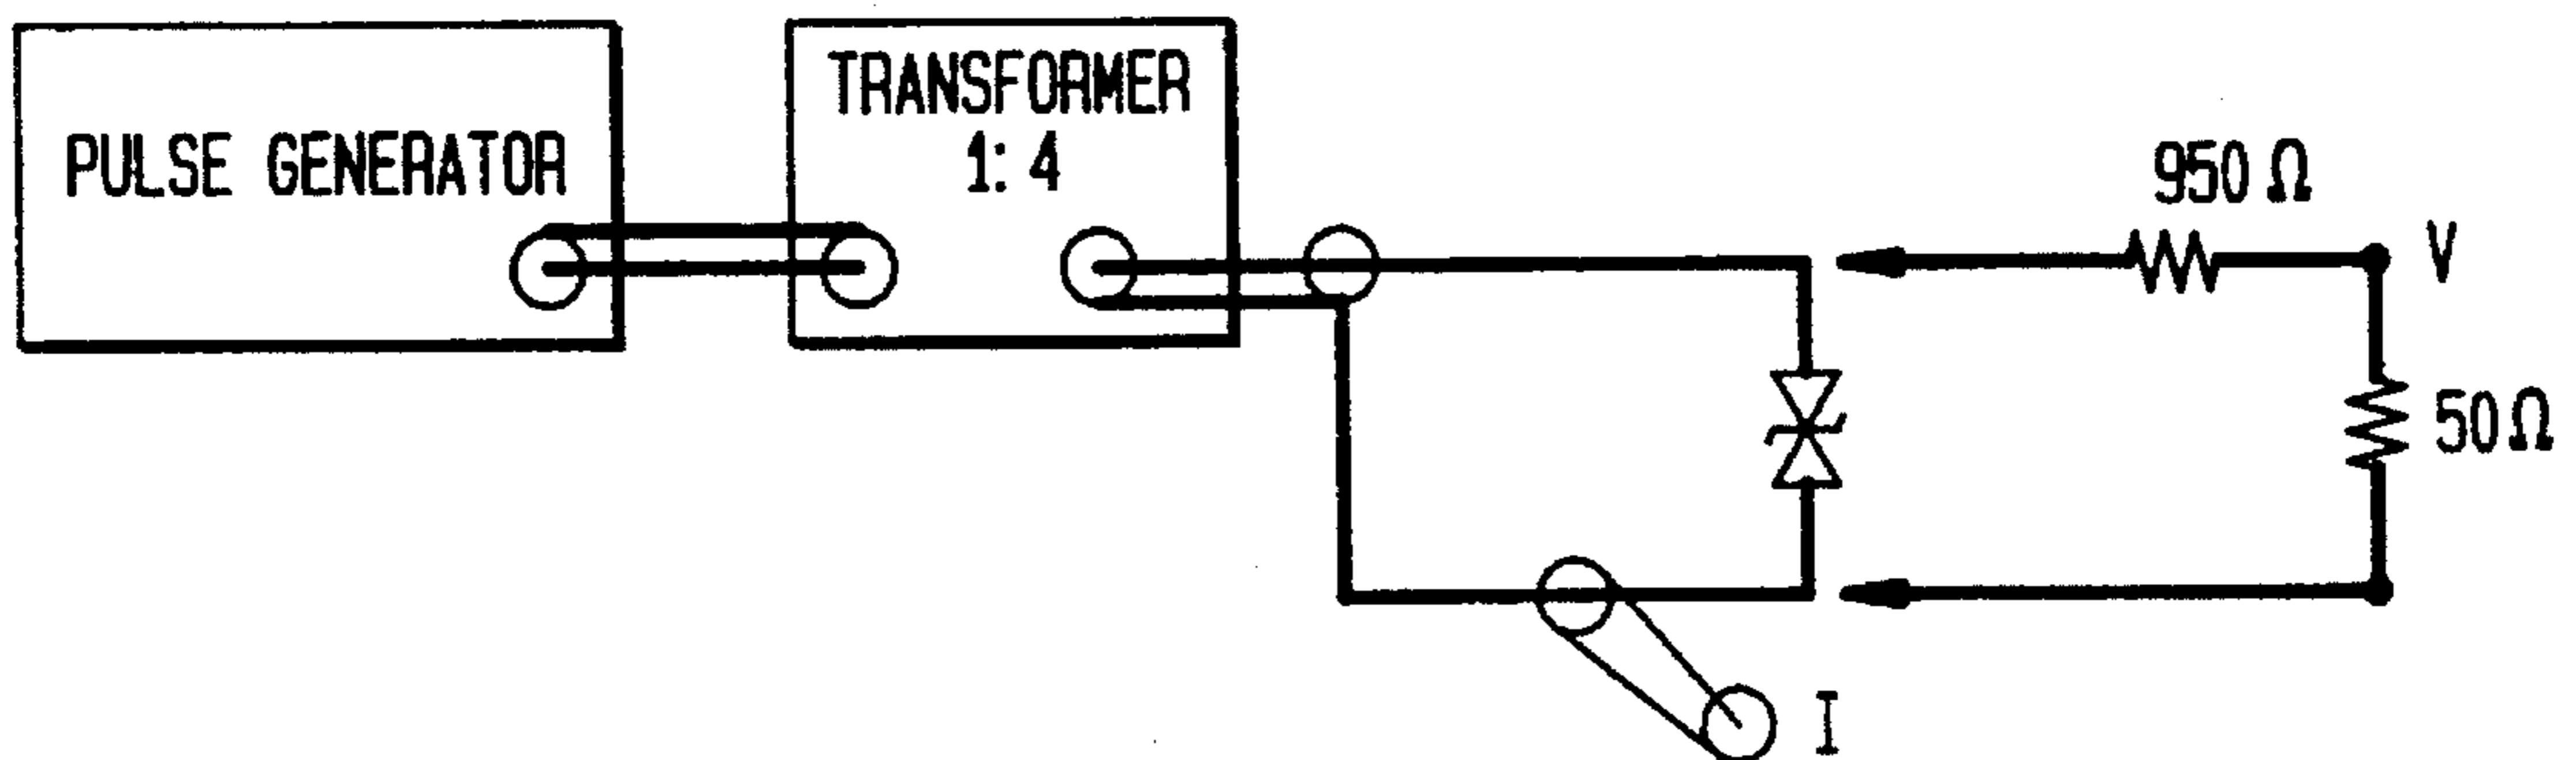 PULSE GENERATOR
TRANSFORMER
1:4
950 Ω
V
50 Ω
I